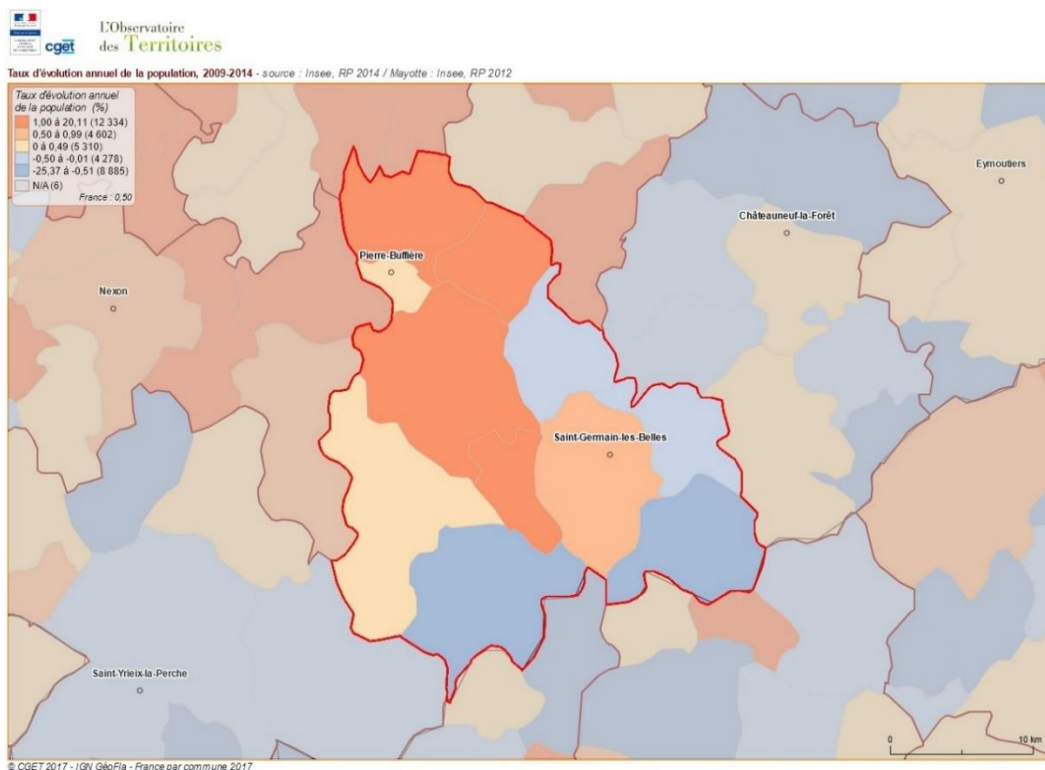 cget
L'Observatoire
des Territoires
Taux d'évolution annuel de la population, 2009-2014 - source : Insee, RP 2014 / Mayotte : Insee, RP 2012
Taux d'évolution annuel
de la population (%)
1,00 à 20,11 (12 334)
0,50 à 0,99 (4 602)
0 à 0,49 (5 310)
-0,50 à -0,01 (4 278)
-25,37 à -0,51 (8 885)
N/A (6)
France : 0,50
Eymoutiers
Châteauneuf-la-Forêt
Pierre-Buffière
Nexon
Saint-Germain-les-Belles
Saint-Yrieix-la-Perche
0 10 km
© CGET 2017 - IGN GéoFla - France par commune 2017